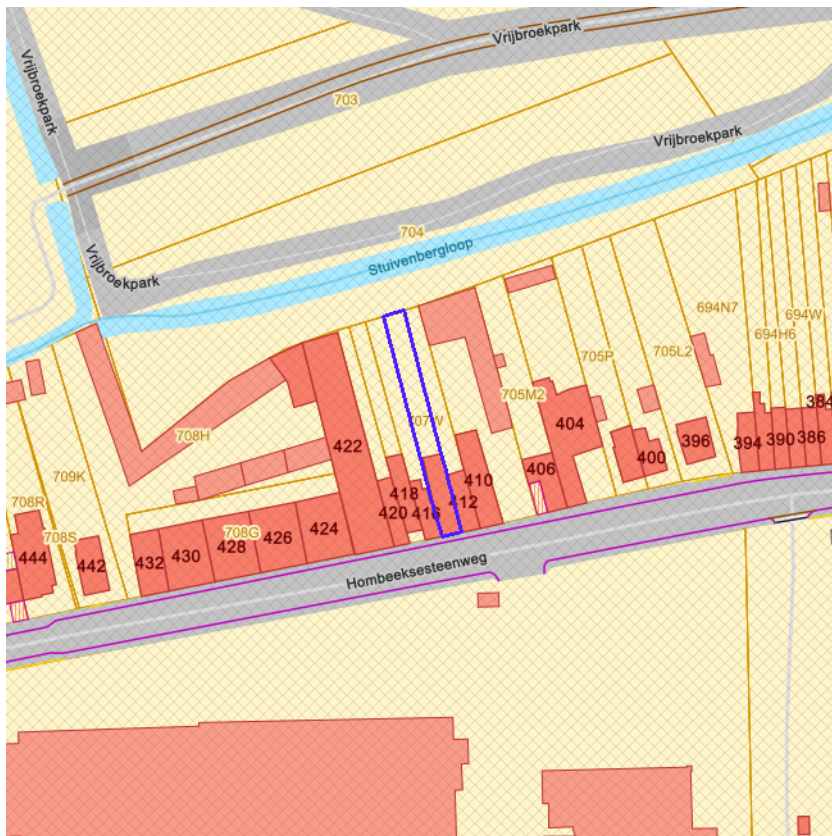 Vrijbroekpark
Vrijbroekpark
703
Vrijbroekpark
704
Stuivenbergloop
Vrijbroekpark
694N7
694W
694H6
705P
705L2
705M2
384
707W
708H
404
422
394
390
386
396
400
709K
406
410
418
412
420
416
708R
708S
708G
424
426
428
430
432
444
442
Hombeeksesteenweg